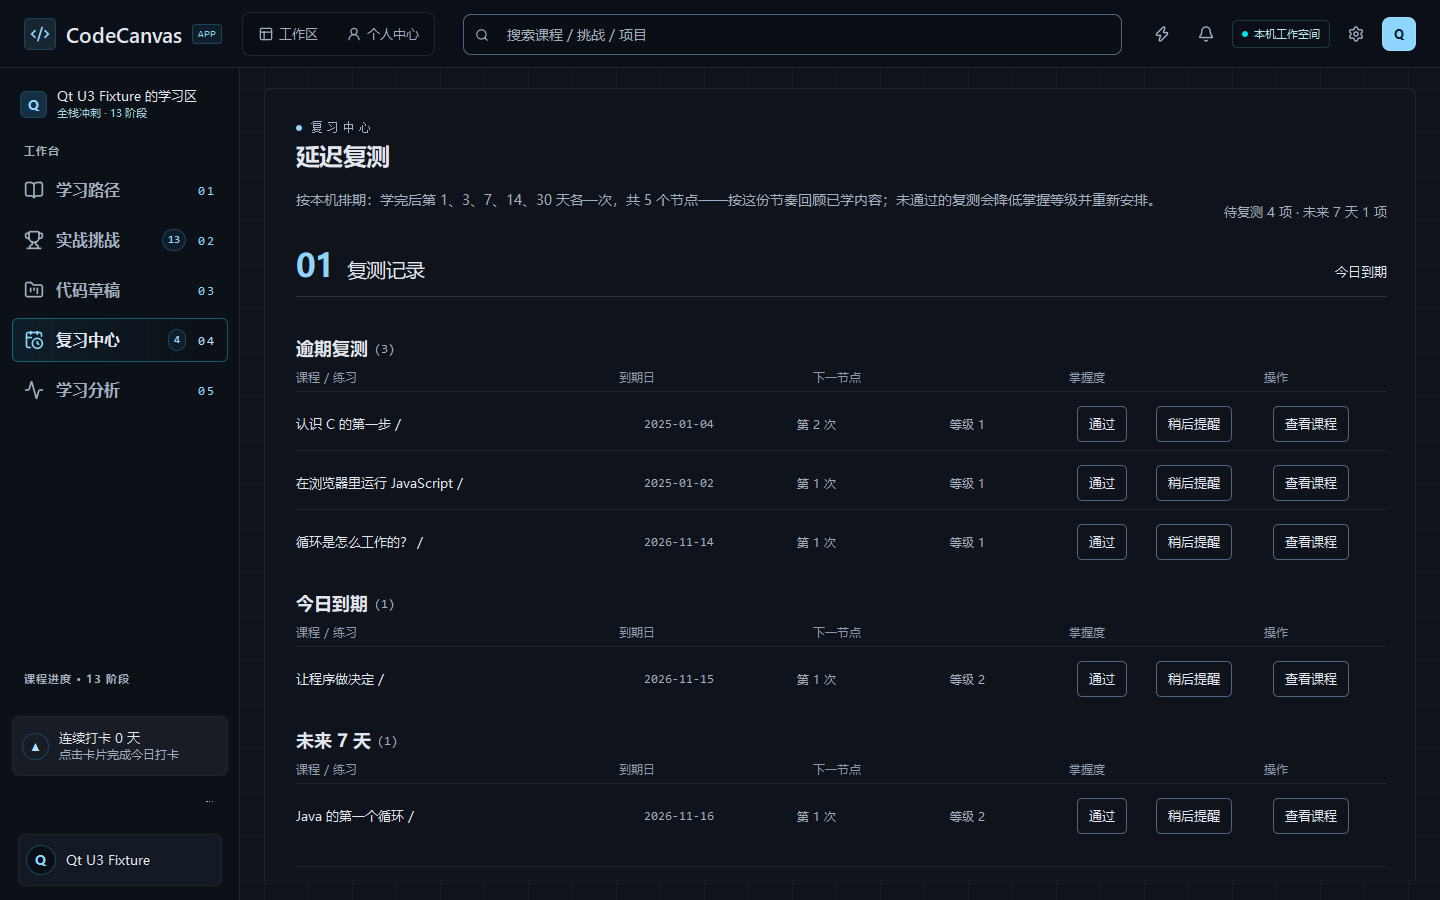 CodeCanvas APP
工作区 个人中心
搜索课程 / 挑战 / 项目
本机工作空间
Q
Q
Qt U3 Fixture 的学习区
全栈冲刺 · 13 阶段
工作台
学习路径 01
实战挑战 13 02
代码草稿 03
复习中心 4 04
学习分析 05
课程进度 • 13 阶段
连续打卡 0 天
点击卡片完成今日打卡
...
Q Qt U3 Fixture
复习中心
延迟复测
按本机排期：学完后第 1、3、7、14、30 天各一次，共 5 个节点——按这份节奏回顾已学内容；未通过的复测会降低掌握等级并重新安排。
待复测 4 项 · 未来 7 天 1 项
01 复测记录
今日到期
逾期复测 (3)
课程 / 练习 到期日 下一节点 掌握度 操作
认识 C 的第一步 / 2025-01-04 第 2 次 等级 1 通过 稍后提醒 查看课程
在浏览器里运行 JavaScript / 2025-01-02 第 1 次 等级 1 通过 稍后提醒 查看课程
循环是怎么工作的？ / 2026-11-14 第 1 次 等级 1 通过 稍后提醒 查看课程
今日到期 (1)
课程 / 练习 到期日 下一节点 掌握度 操作
让程序做决定 / 2026-11-15 第 1 次 等级 2 通过 稍后提醒 查看课程
未来 7 天 (1)
课程 / 练习 到期日 下一节点 掌握度 操作
Java 的第一个循环 / 2026-11-16 第 1 次 等级 2 通过 稍后提醒 查看课程